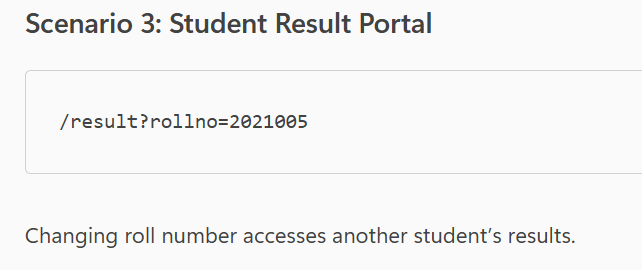 Scenario 3: Student Result Portal
/result?rollno=2021005
Changing roll number accesses another student’s results.